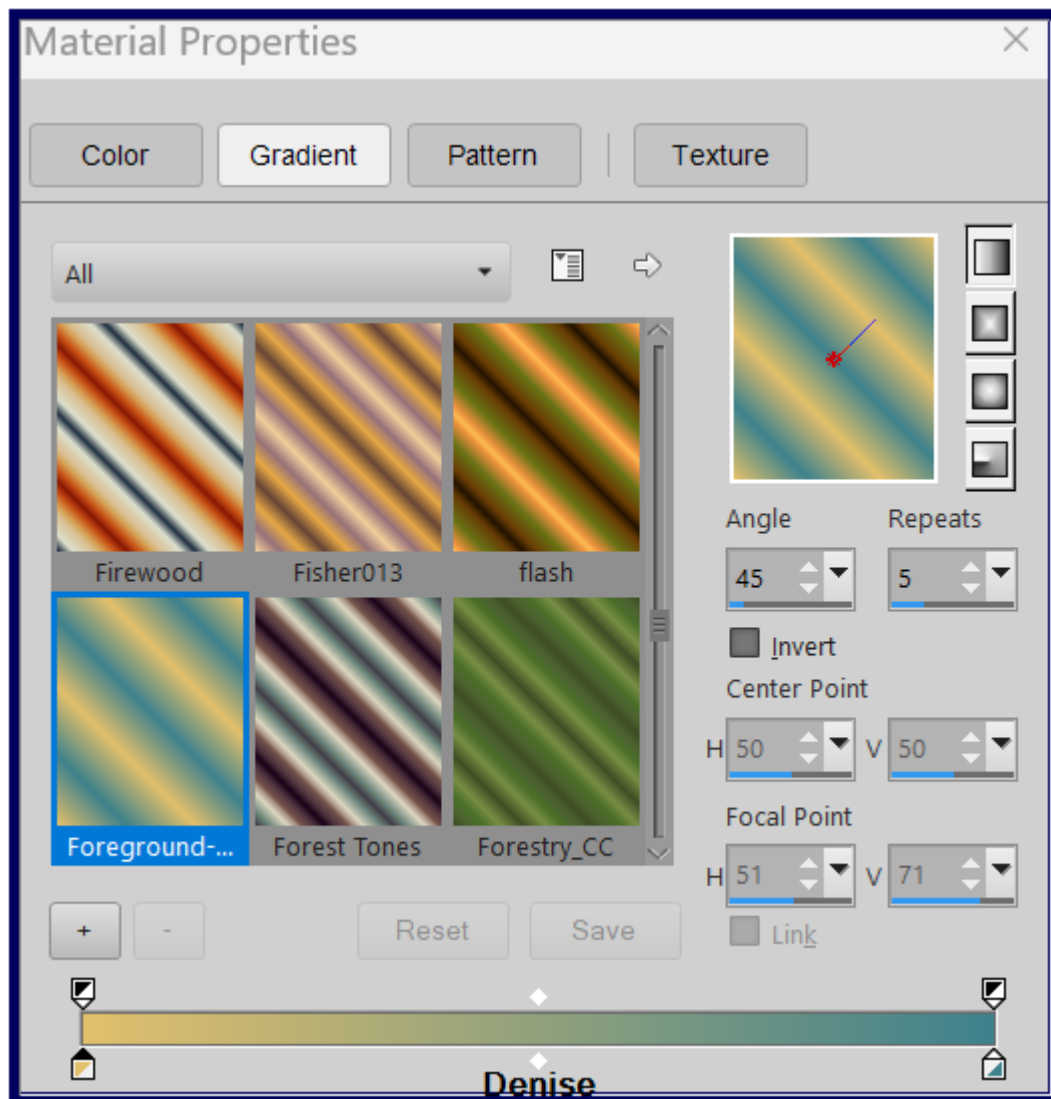 Material Properties
Color Gradient Pattern Texture
All
Firewood Fisher013 flash
Foreground-... Forest Tones Forestry_CC
Angle Repeats
45 5
Invert
Center Point
H 50 V 50
Focal Point
H 51 V 71
Link
+ - Reset Save
Denise